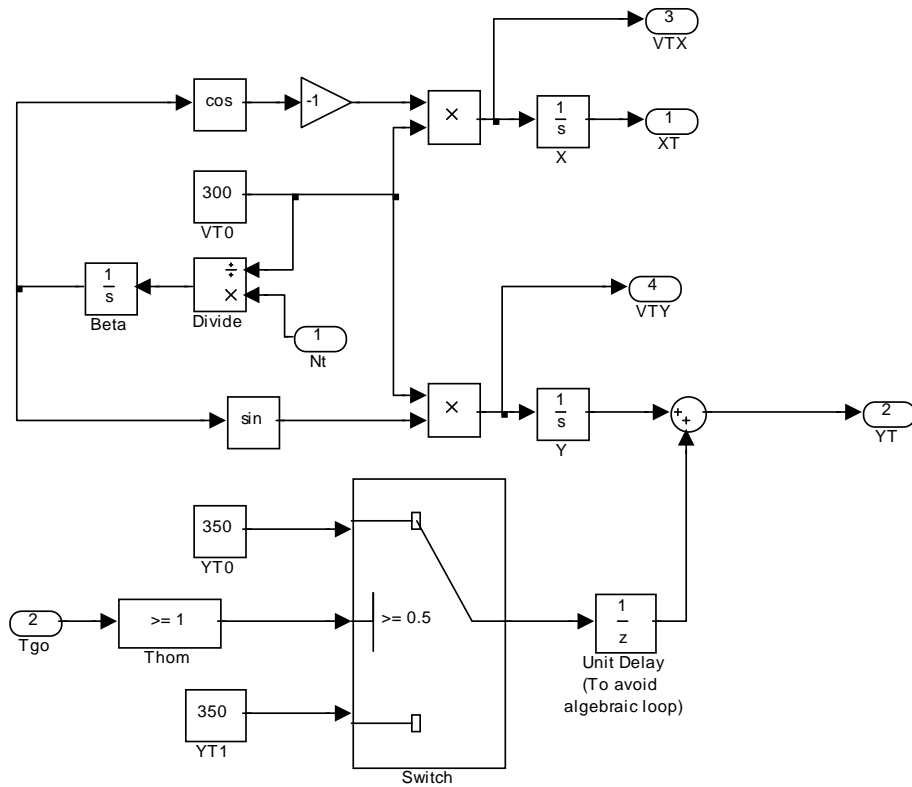 3
VTX
cos
-1
×
1
s
X
1
XT
300
VT0
÷
×
Divide
1
s
Beta
1
Nt
4
VTY
sin
×
1
s
Y
+
+
2
YT
350
YT0
2
Tgo
>= 1
Thom
>= 0.5
1
z
Unit Delay
(To avoid
algebraic loop)
350
YT1
Switch